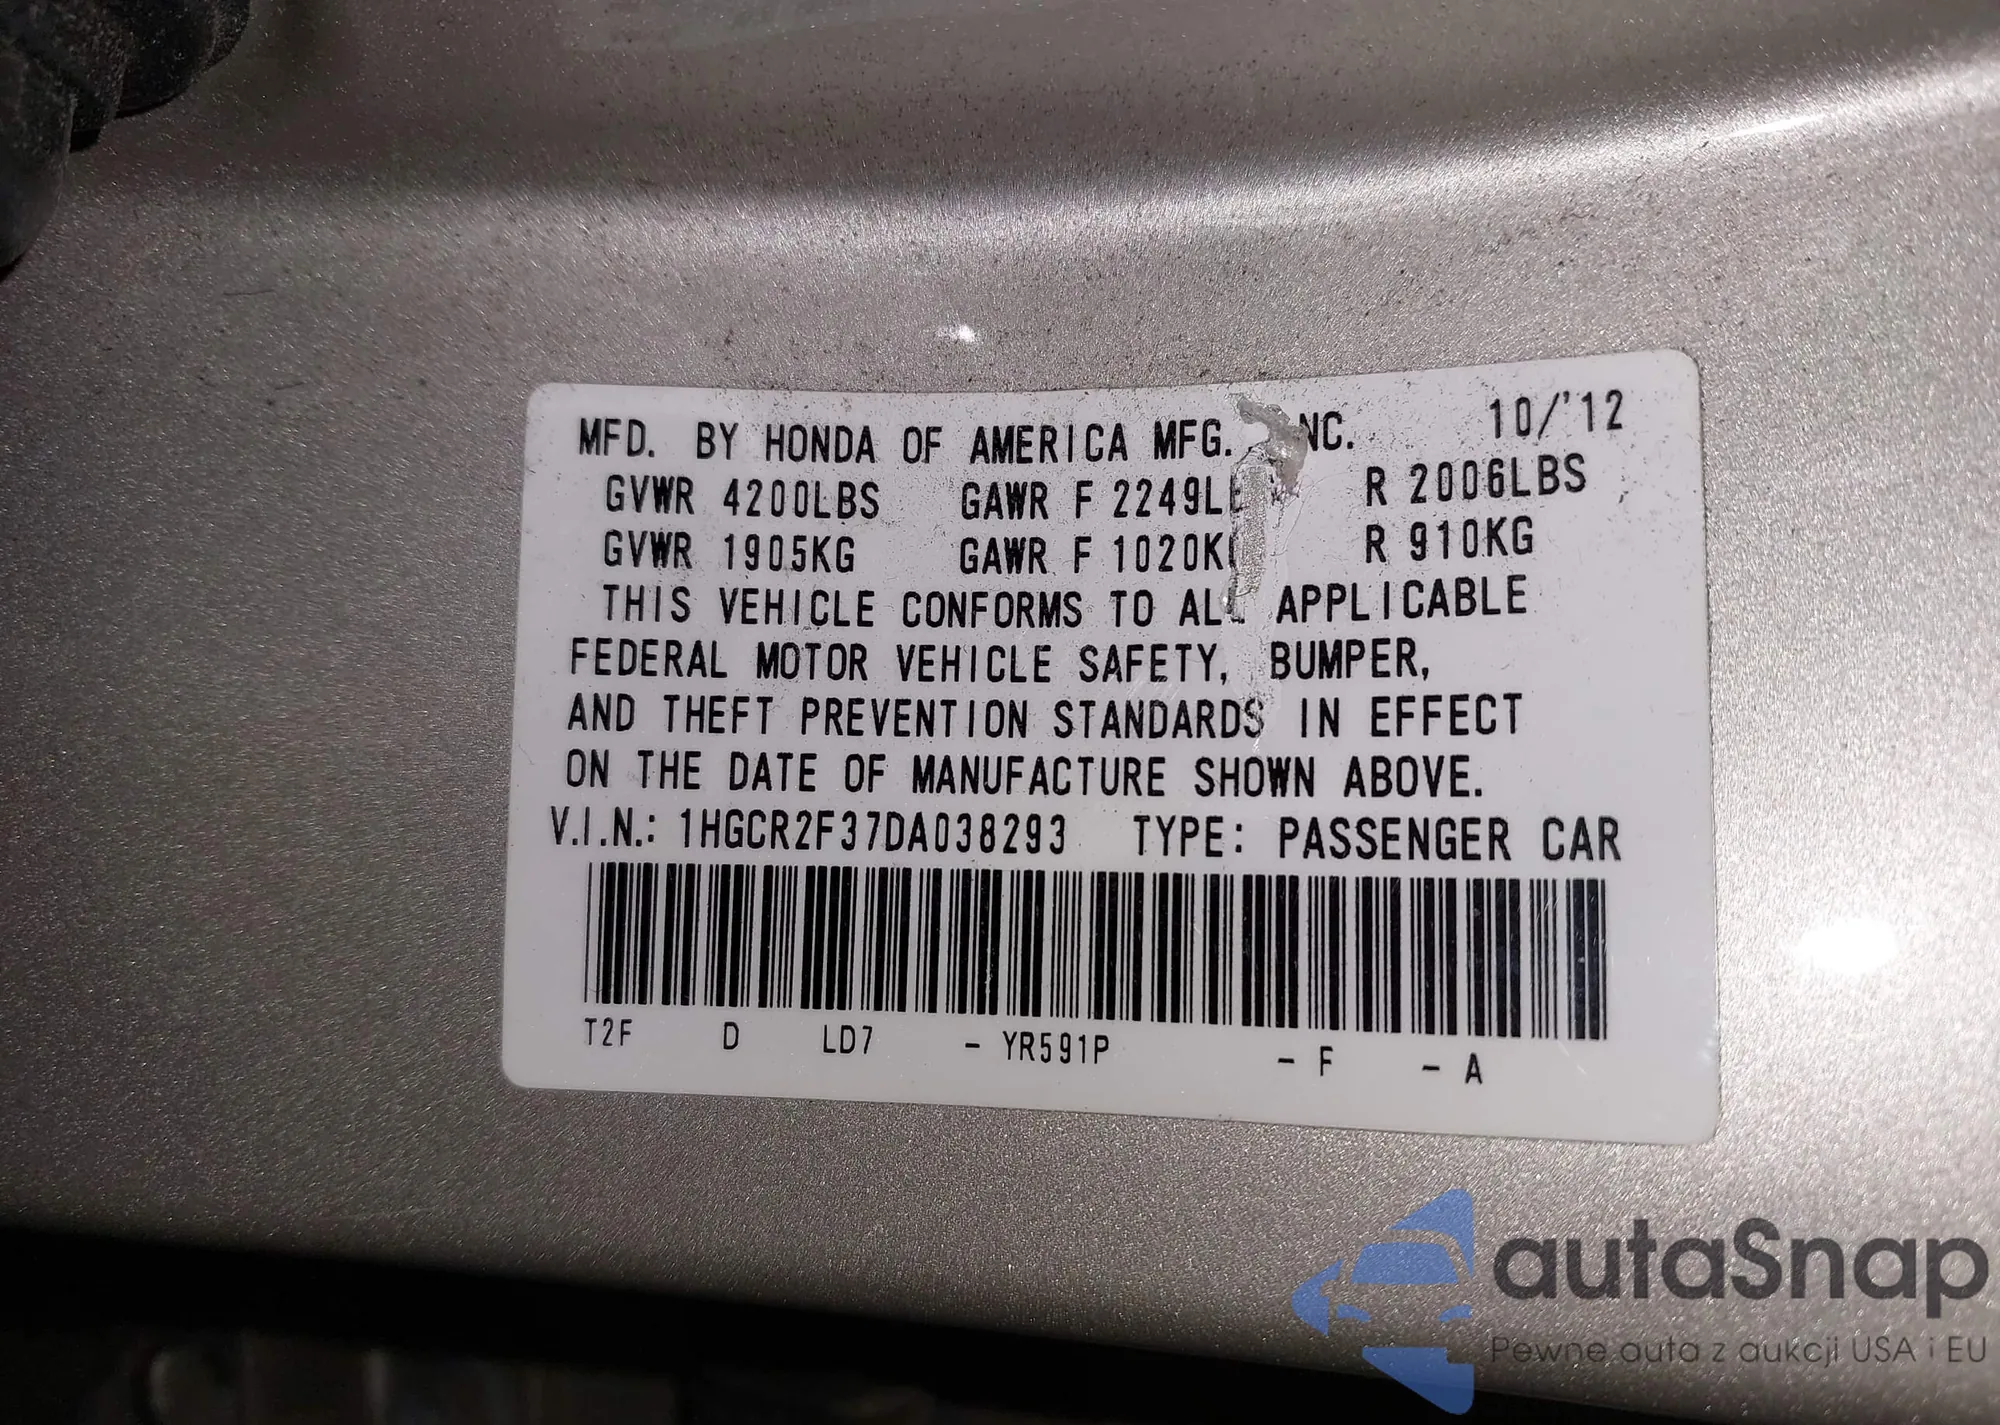 MFD. BY HONDA OF AMERICA MFG. NC. 10/'12
GVWR 4200LBS GAWR F 2249L R 2006LBS
GVWR 1905KG GAWR F 1020K R 910KG
THIS VEHICLE CONFORMS TO ALL APPLICABLE
FEDERAL MOTOR VEHICLE SAFETY, BUMPER,
AND THEFT PREVENTION STANDARDS IN EFFECT
ON THE DATE OF MANUFACTURE SHOWN ABOVE.
V.I.N.: 1HGCR2F37DA038293 TYPE: PASSENGER CAR
T2F D LD7 - YR591P - F - A
autaSnap
Pewne auta z aukcji USA i EU